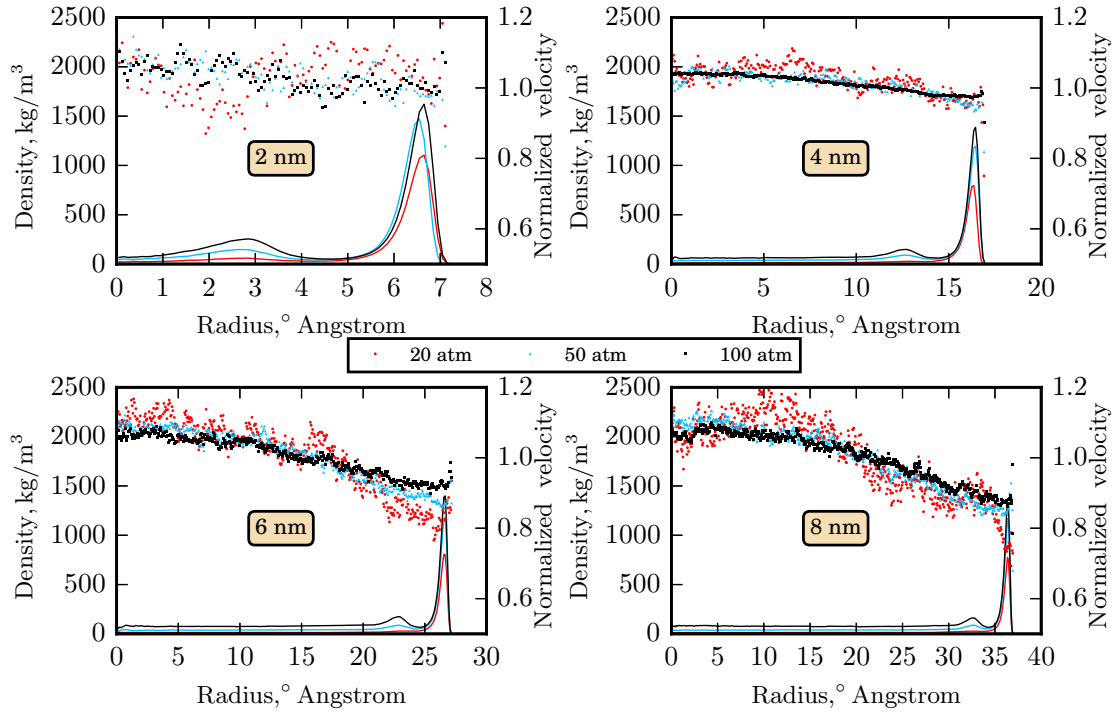 2500
2000
1500
1000
500
0
Density, kg/m³
1.2
1.0
0.8
0.6
Normalized velocity
2 nm
0 1 2 3 4 5 6 7 8
Radius,° Angstrom
2500
2000
1500
1000
500
0
Density, kg/m³
1.2
1.0
0.8
0.6
Normalized velocity
4 nm
0 5 10 15 20
Radius,° Angstrom
20 atm 50 atm 100 atm
2500
2000
1500
1000
500
0
Density, kg/m³
1.2
1.0
0.8
0.6
Normalized velocity
6 nm
0 5 10 15 20 25 30
Radius,° Angstrom
2500
2000
1500
1000
500
0
Density, kg/m³
1.2
1.0
0.8
0.6
Normalized velocity
8 nm
0 5 10 15 20 25 30 35 40
Radius,° Angstrom